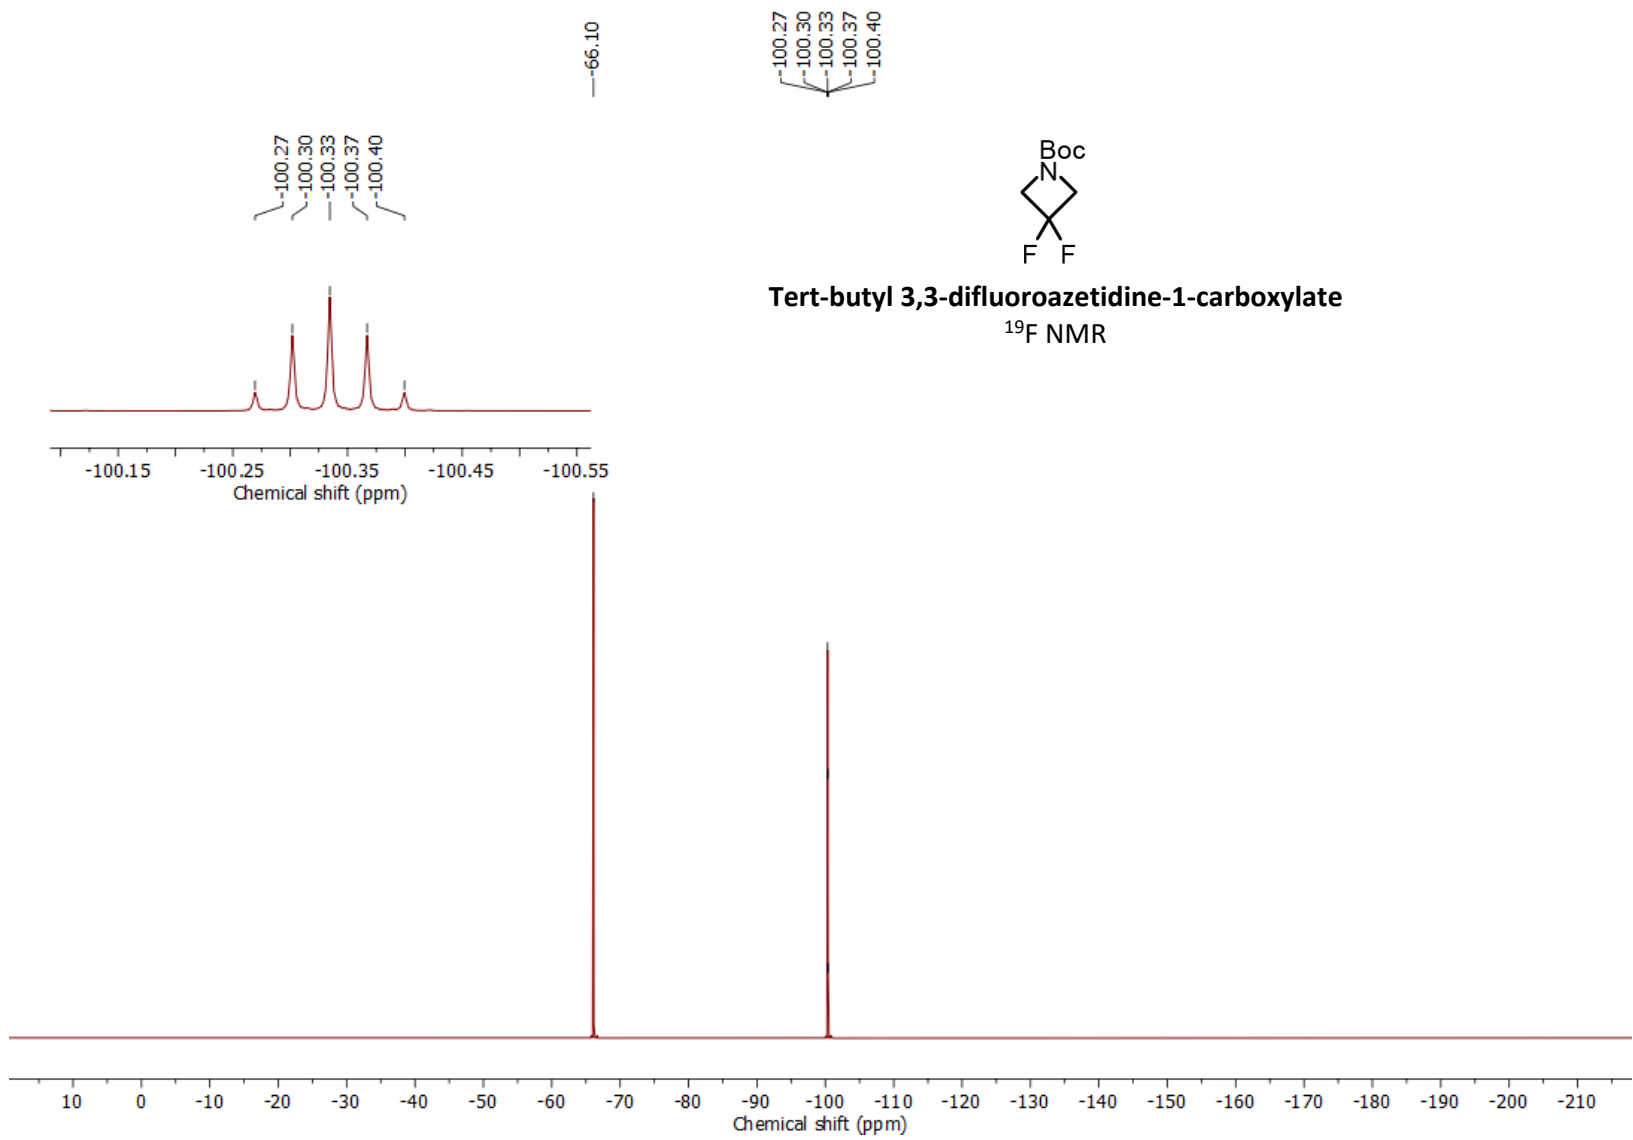 -66.10
-100.27
-100.30
-100.33
-100.37
-100.40
-100.27
-100.30
-100.33
-100.37
-100.40
Boc
N
F F
Tert-butyl 3,3-difluoroazetidine-1-carboxylate
¹⁹F NMR
-100.15 -100.25 -100.35 -100.45 -100.55
Chemical shift (ppm)
10 0 -10 -20 -30 -40 -50 -60 -70 -80 -90 -100 -110 -120 -130 -140 -150 -160 -170 -180 -190 -200 -210
Chemical shift (ppm)